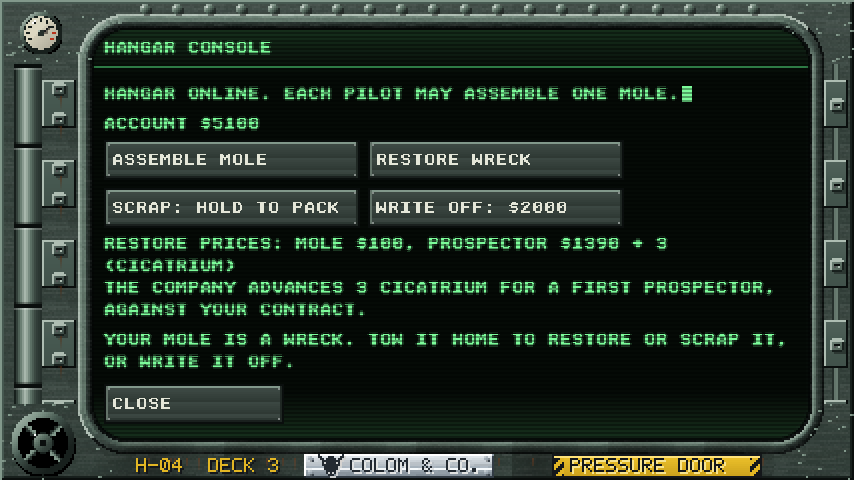 HANGAR CONSOLE
HANGAR ONLINE. EACH PILOT MAY ASSEMBLE ONE MOLE.
ACCOUNT $5100
ASSEMBLE MOLE
RESTORE WRECK
SCRAP: HOLD TO PACK
WRITE OFF: $2000
RESTORE PRICES: MOLE $100, PROSPECTOR $1390 + 3
(CICATRIUM)
THE COMPANY ADVANCES 3 CICATRIUM FOR A FIRST PROSPECTOR,
AGAINST YOUR CONTRACT.
YOUR MOLE IS A WRECK. TOW IT HOME TO RESTORE OR SCRAP IT,
OR WRITE IT OFF.
CLOSE
H-04 DECK 3
COLOM & CO.
PRESSURE DOOR